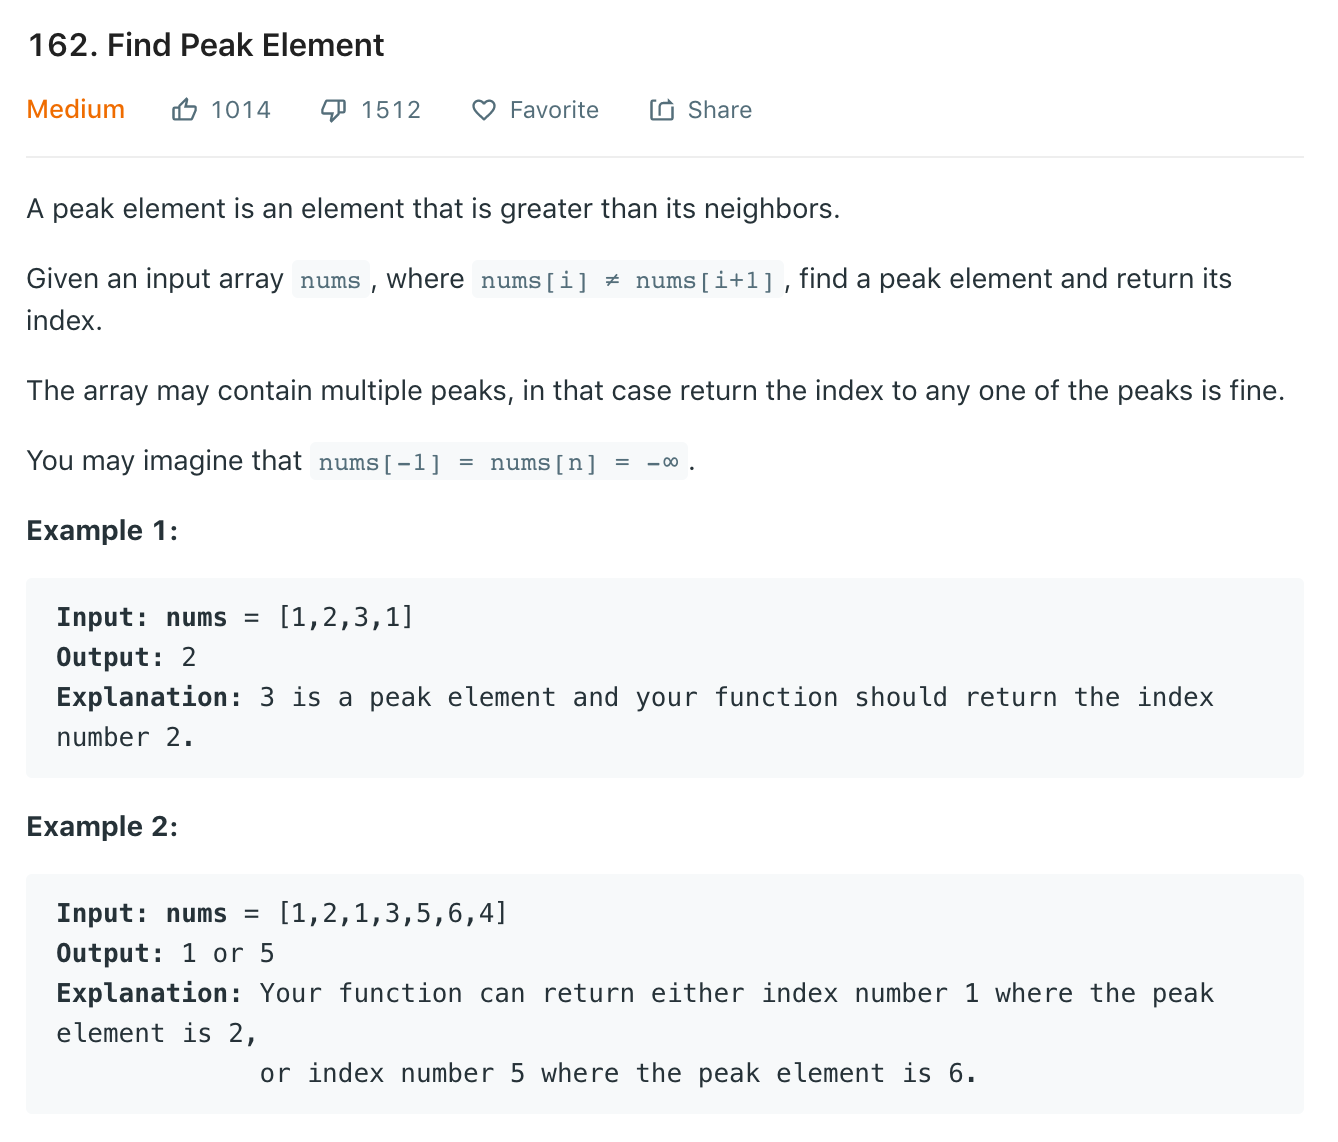 162. Find Peak Element
Medium 1014 1512 Favorite Share
A peak element is an element that is greater than its neighbors.
Given an input array nums, where nums[i] ≠ nums[i+1], find a peak element and return its
index.
The array may contain multiple peaks, in that case return the index to any one of the peaks is fine.
You may imagine that nums[-1] = nums[n] = -∞.
Example 1:
Input: nums = [1,2,3,1]
Output: 2
Explanation: 3 is a peak element and your function should return the index
number 2.
Example 2:
Input: nums = [1,2,1,3,5,6,4]
Output: 1 or 5
Explanation: Your function can return either index number 1 where the peak
element is 2,
or index number 5 where the peak element is 6.